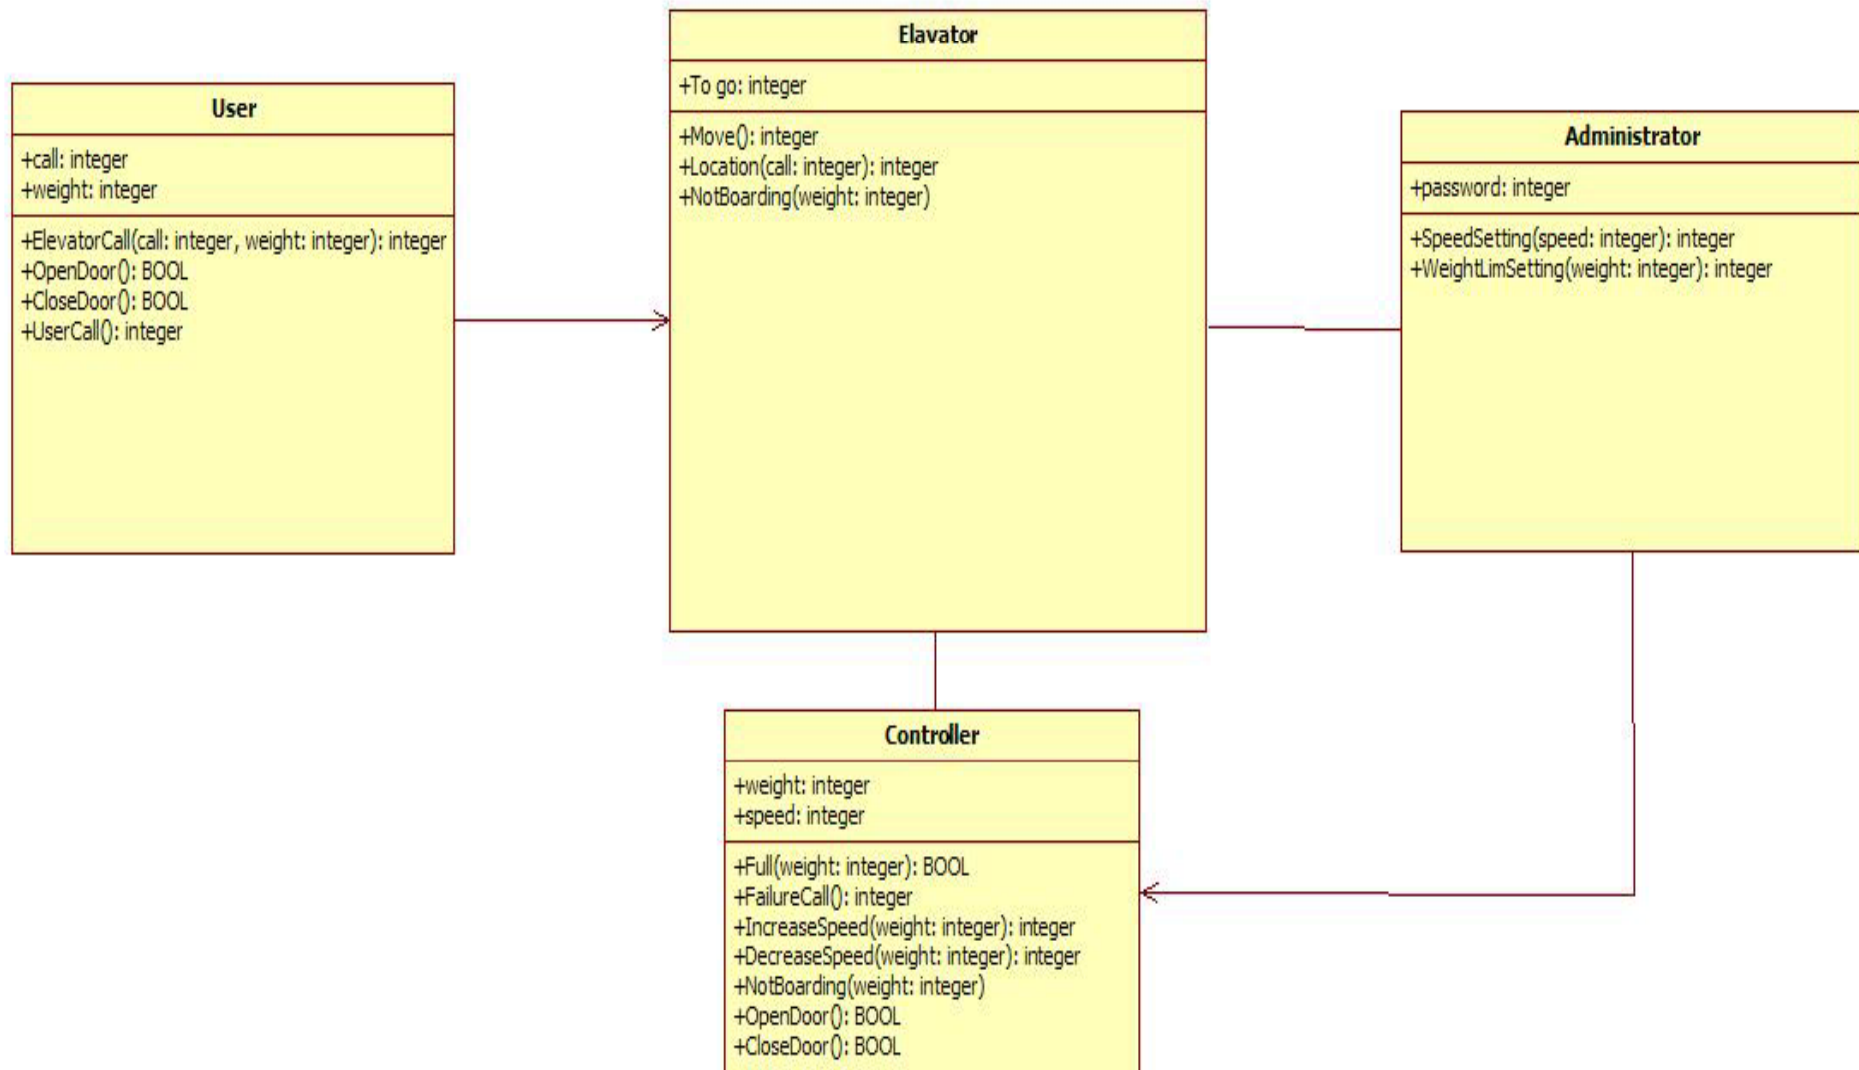 User
+call: integer
+weight: integer
+ElevatorCall(call: integer, weight: integer): integer
+OpenDoor(): BOOL
+CloseDoor(): BOOL
+UserCall(): integer
Elavator
+To go: integer
+Move(): integer
+Location(call: integer): integer
+NotBoarding(weight: integer)
Administrator
+password: integer
+SpeedSetting(speed: integer): integer
+WeightLimSetting(weight: integer): integer
Controller
+weight: integer
+speed: integer
+Full(weight: integer): BOOL
+FailureCall(): integer
+IncreaseSpeed(weight: integer): integer
+DecreaseSpeed(weight: integer): integer
+NotBoarding(weight: integer)
+OpenDoor(): BOOL
+CloseDoor(): BOOL